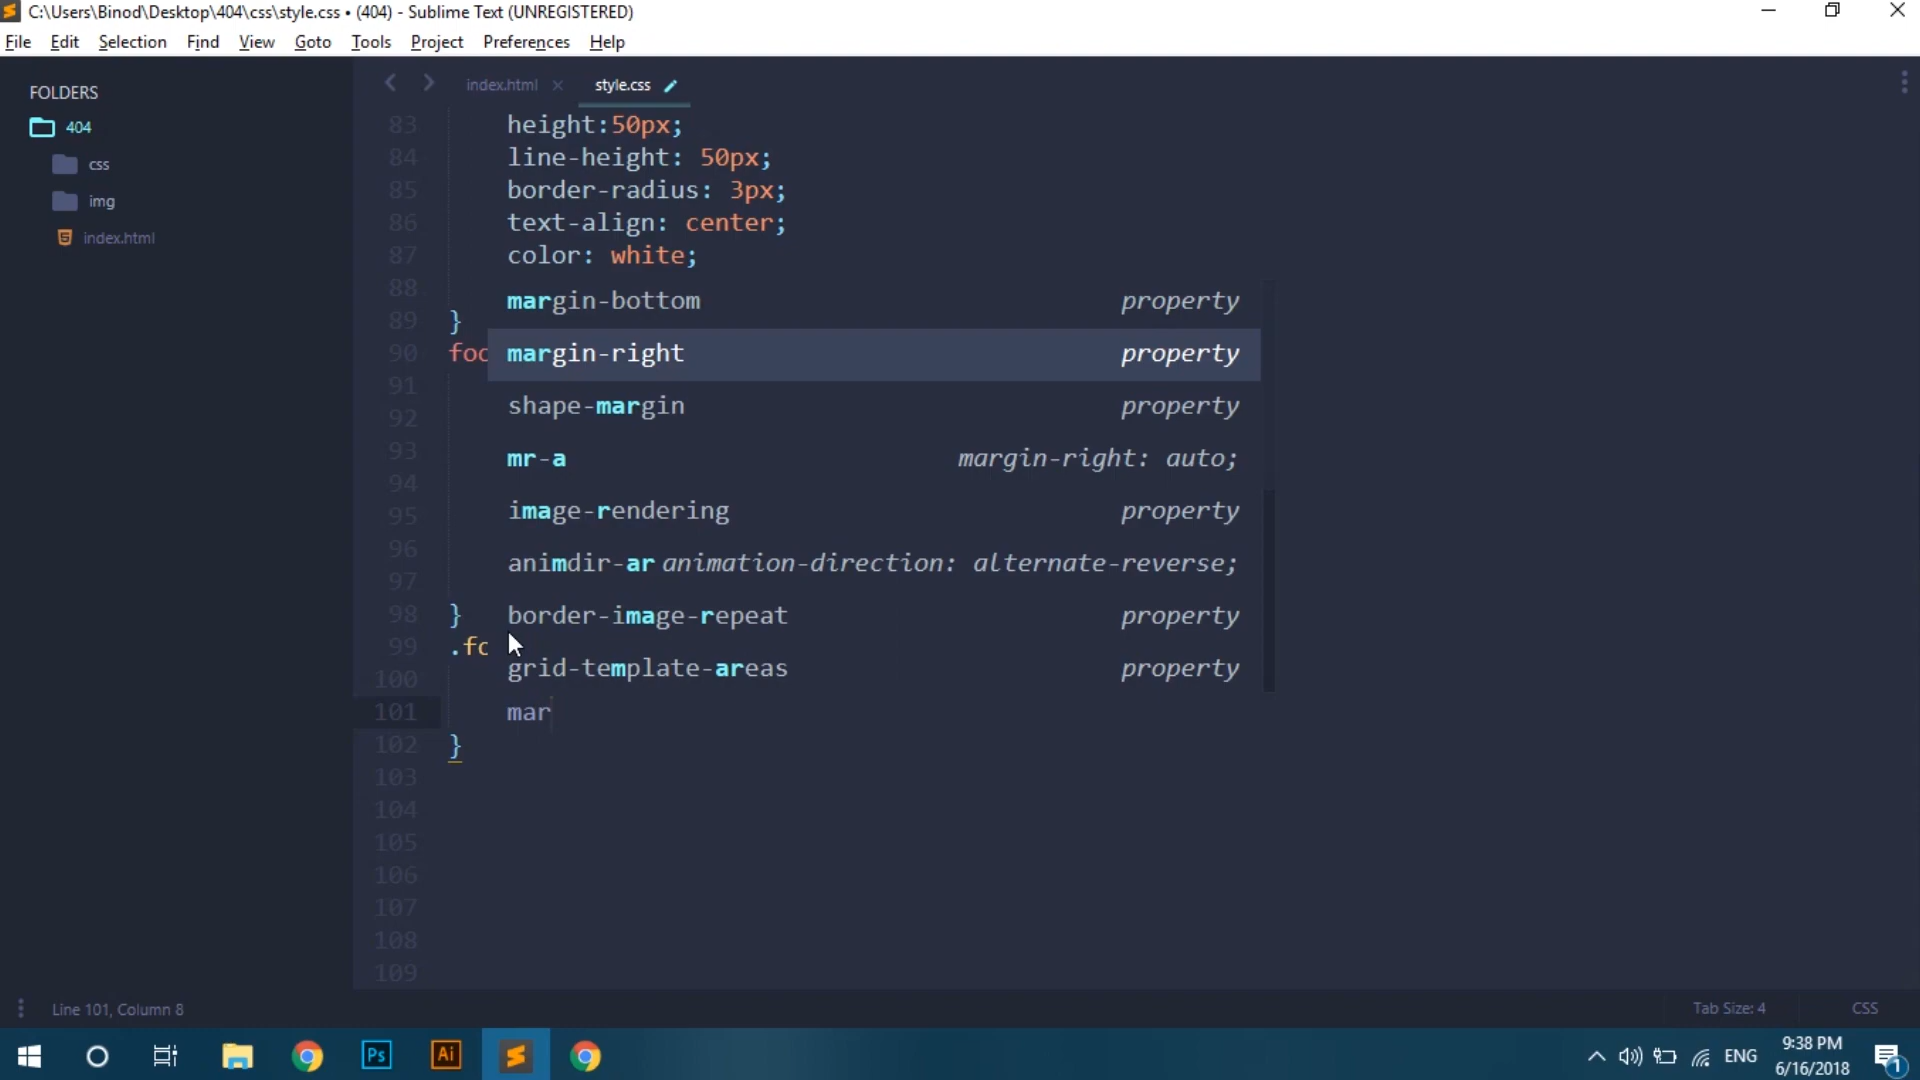 C:\Users\Binod\Desktop\404\css\style.css • (404) - Sublime Text (UNREGISTERED)
File Edit Selection Find View Goto Tools Project Preferences Help
FOLDERS
404
css
img
index.html
index.html × style.css
83 height:50px;
84 line-height: 50px;
85 border-radius: 3px;
86 text-align: center;
87 color: white;
88
margin-bottom property
89 }
90 foo margin-right property
91
shape-margin property
92
93
mr-a margin-right: auto;
94
95 image-rendering property
96
animdir-ar animation-direction: alternate-reverse;
97
98 } border-image-repeat property
99 .fo
grid-template-areas property
100
101 mar
102 }
103
104
105
106
107
108
109
Line 101, Column 8 Tab Size: 4 CSS
Ps Ai ENG
9:38 PM
6/16/2018
1